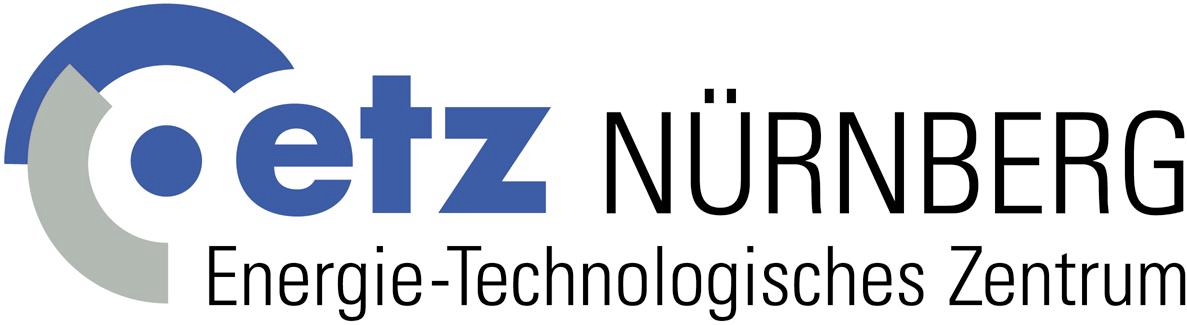 etz NÜRNBERG
Energie-Technologisches Zentrum